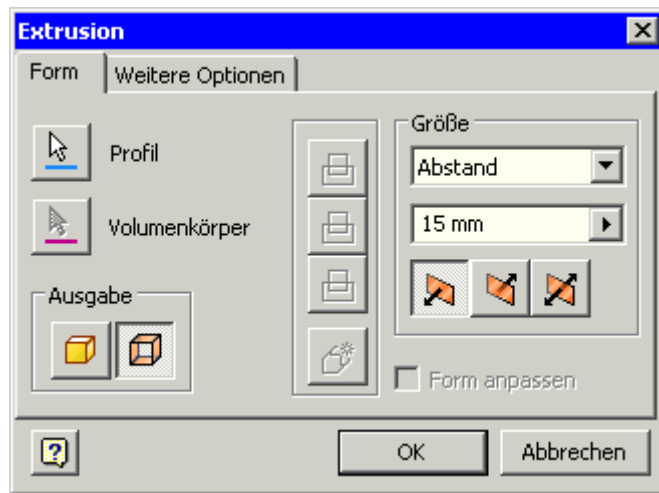 Extrusion
Form
Weitere Optionen
Profil
Volumenkörper
Ausgabe
Größe
Abstand
15 mm
Form anpassen
OK
Abbrechen